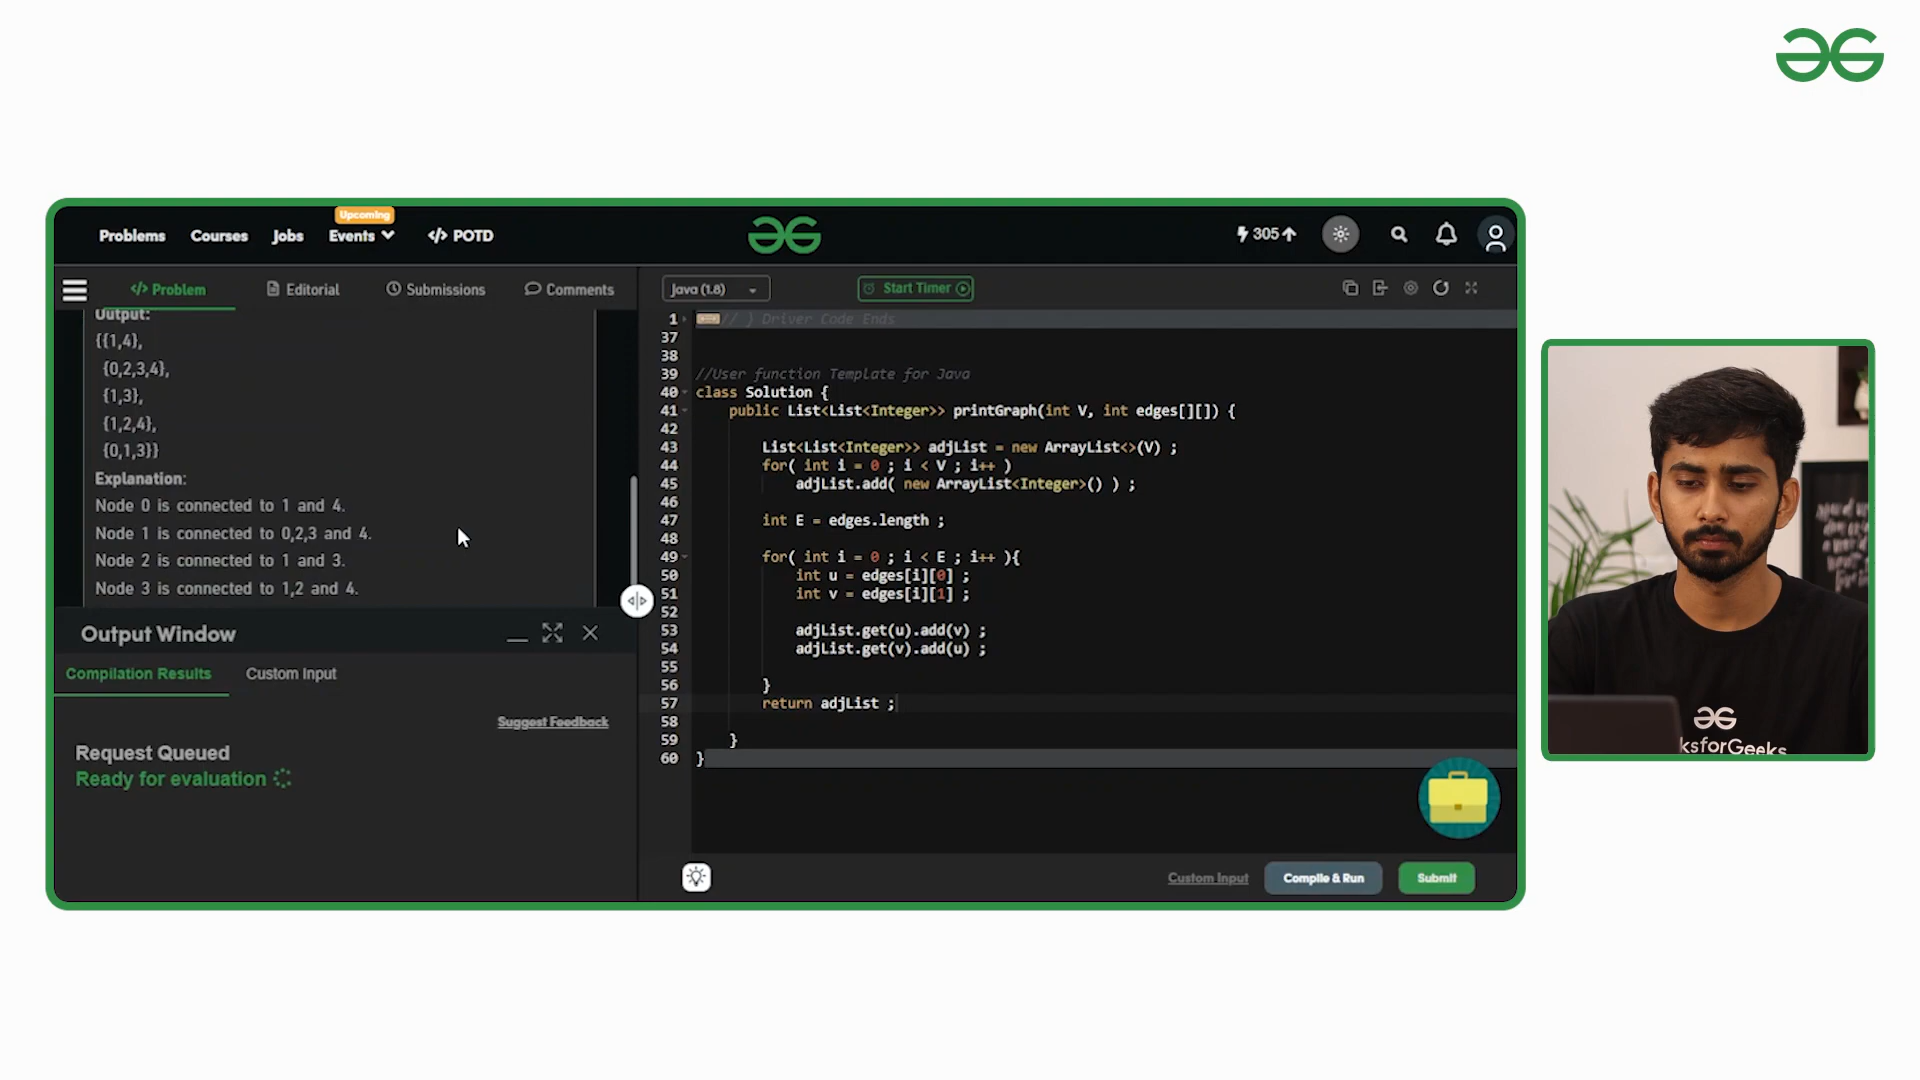 Upcoming
Problems Courses Jobs Events </> POTD
305
</> Problem Editorial Submissions Comments
Output:
{{1,4},
{0,2,3,4},
{1,3},
{1,2,4},
{0,1,3}}
Explanation:
Node 0 is connected to 1 and 4.
Node 1 is connected to 0,2,3 and 4.
Node 2 is connected to 1 and 3.
Node 3 is connected to 1,2 and 4.
Output Window
Compilation Results Custom Input
Suggest Feedback
Request Queued
Ready for evaluation
Java (1.8) Start Timer
1 // } Driver Code Ends
37
38
39 //User function Template for Java
40 class Solution {
41 public List<List<Integer>> printGraph(int V, int edges[][]) {
42
43 List<List<Integer>> adjList = new ArrayList<>(V) ;
44 for( int i = 0 ; i < V ; i++ )
45 adjList.add( new ArrayList<Integer>() ) ;
46
47 int E = edges.length ;
48
49 for( int i = 0 ; i < E ; i++ ){
50 int u = edges[i][0] ;
51 int v = edges[i][1] ;
52
53 adjList.get(u).add(v) ;
54 adjList.get(v).add(u) ;
55
56 }
57 return adjList ;
58
59 }
60 }
Custom Input Compile & Run Submit
ksforGeeks